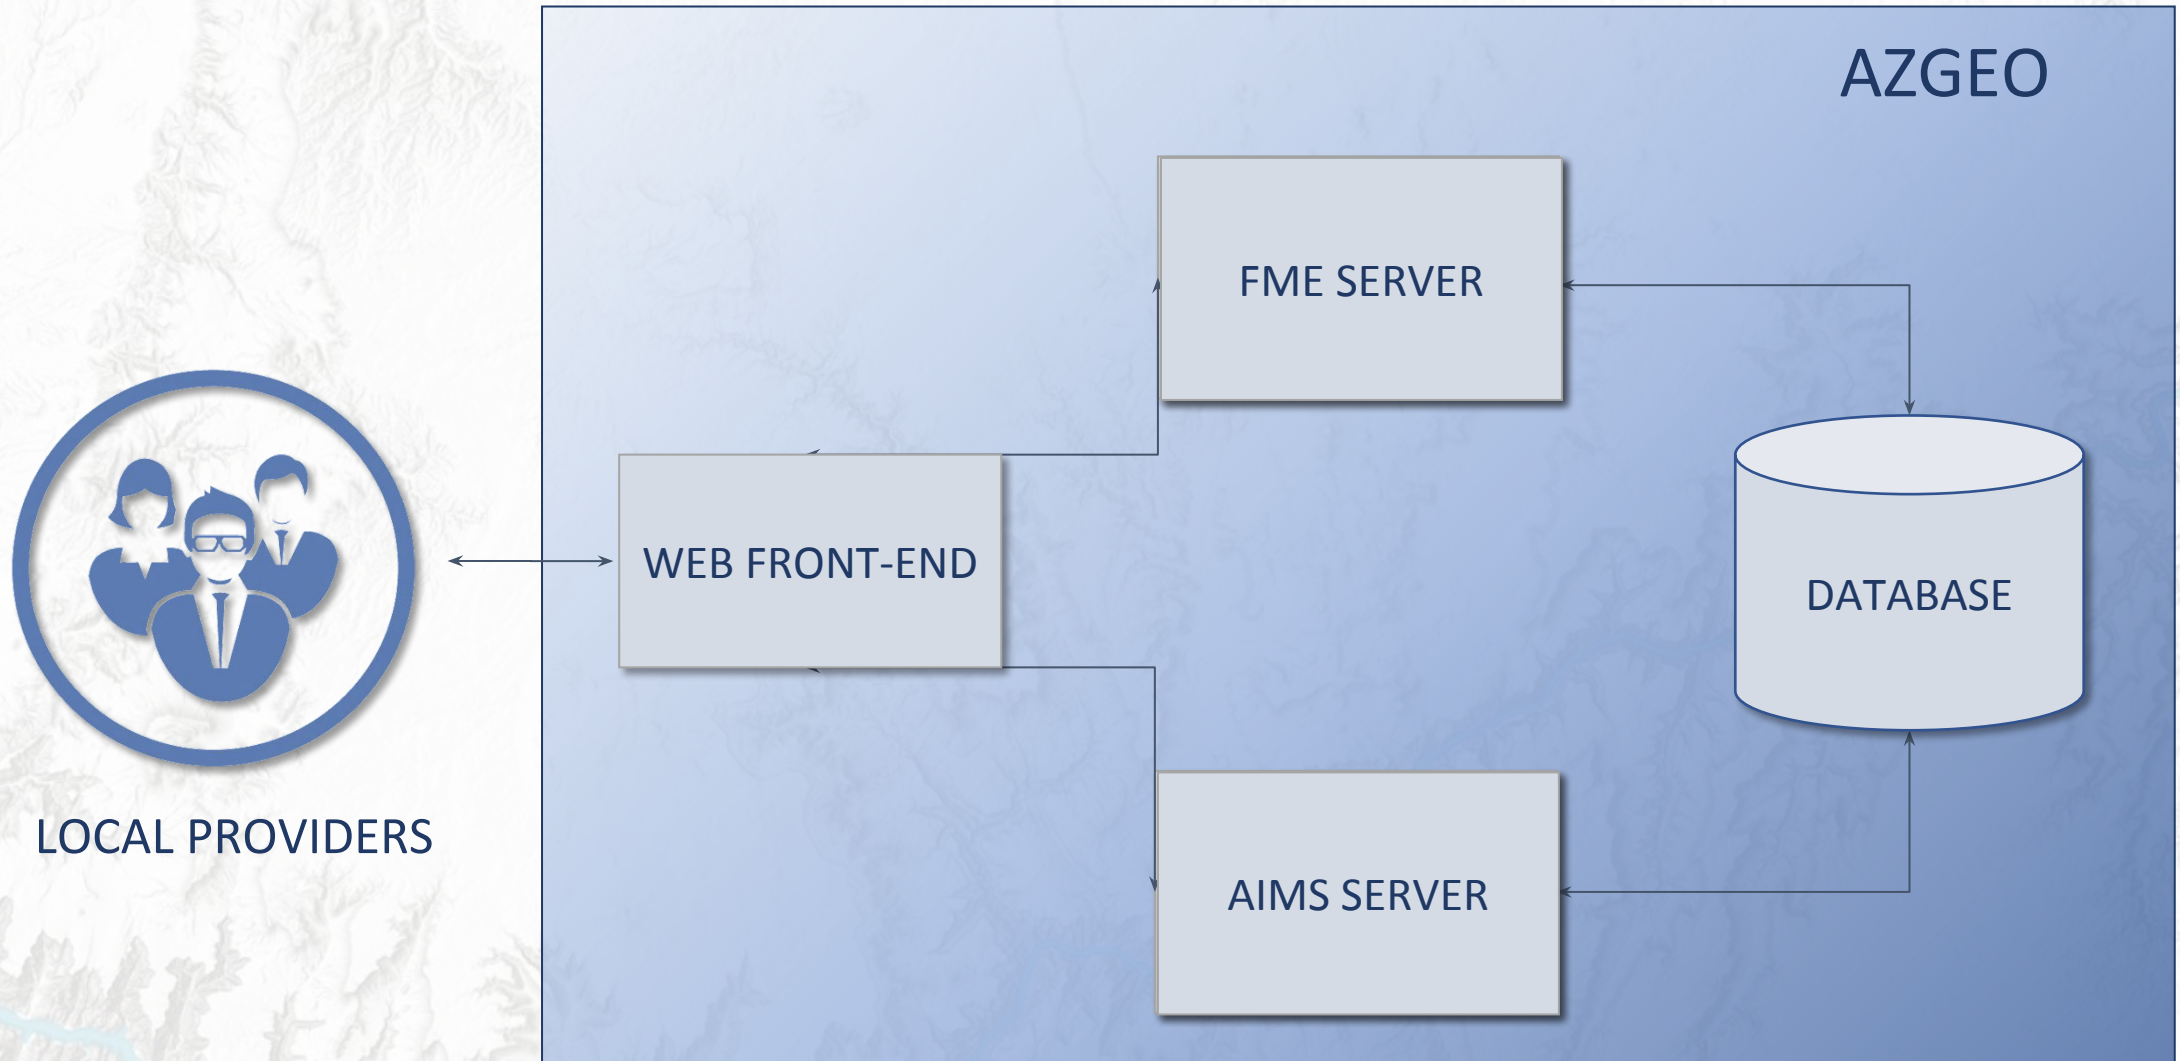 AZGEO
FME SERVER
WEB FRONT-END
DATABASE
LOCAL PROVIDERS
AIMS SERVER